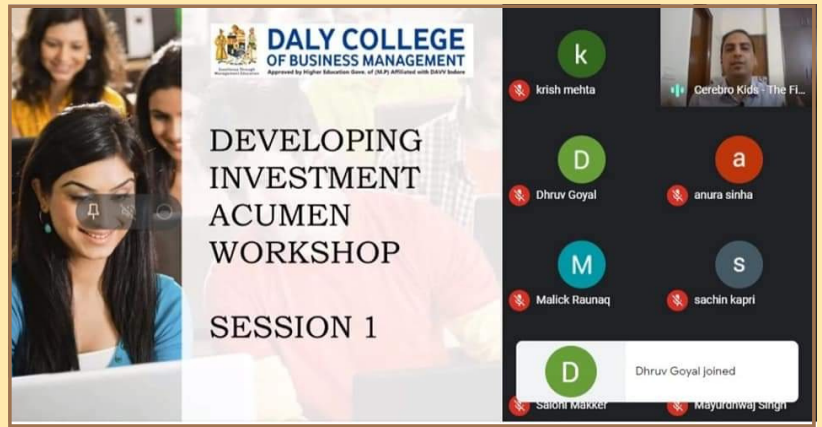 DALY COLLEGE
OF BUSINESS MANAGEMENT
Approved by Higher Education Gove. of (M.P) Affiliated with DAVV Indore
DEVELOPING
INVESTMENT
ACUMEN
WORKSHOP
SESSION 1
k
krish mehta
Cerebro Kids - The Fi...
D
Dhruv Goyal
a
anura sinha
M
Malick Raunaq
s
sachin kapri
D
Dhruv Goyal joined
Saloni Makker
Mayurdhwaj Singh